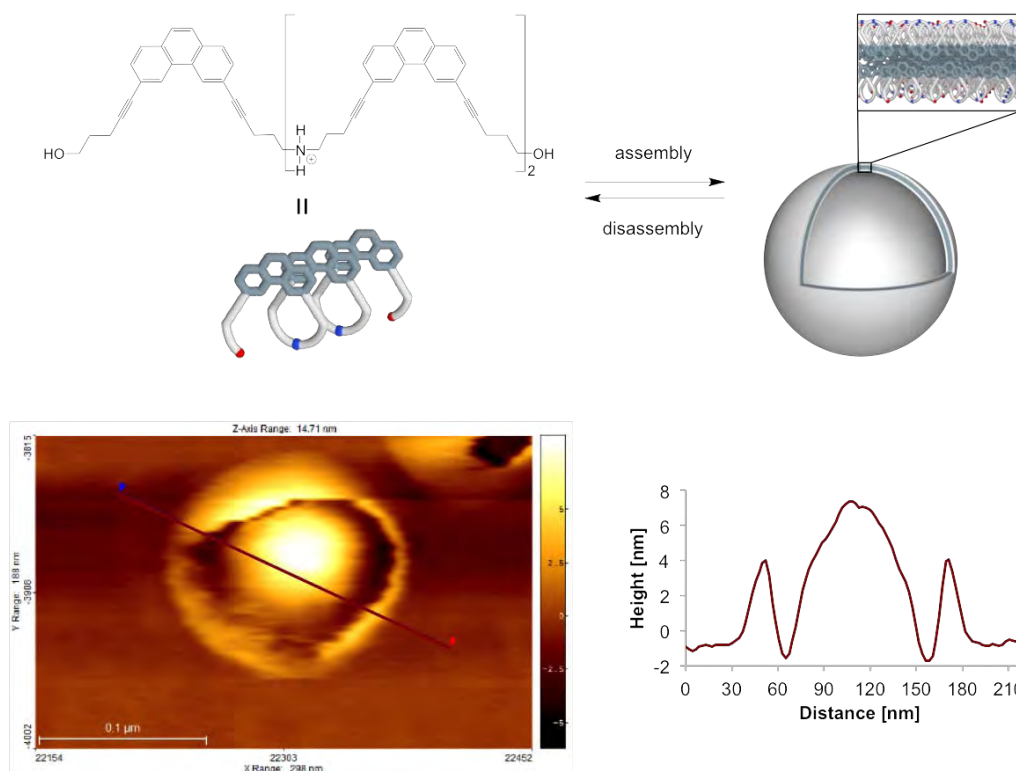 HO
H
N
⊕
H
OH
2
=
assembly
disassembly
Z-Axis Range: 14.71 nm
-3815
Y Range: 188 nm
-3908
-4002
0.1 µm
22154
22303
22452
X Range: 298 nm
5
2.5
0
-2.5
-5
Height [nm]
8
6
4
2
0
-2
0 30 60 90 120 150 180 210
Distance [nm]